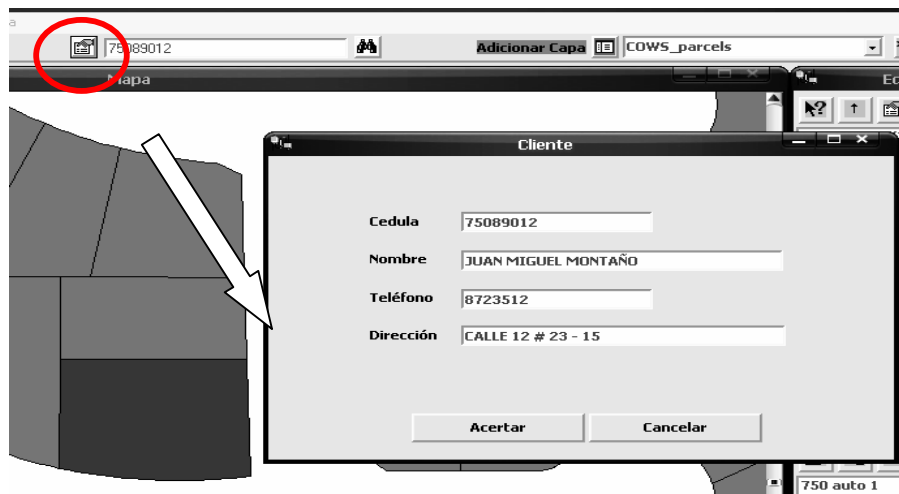 a
75089012 Adicionar Capa COWS_parcels
Mapa
Ec
Cliente
Cedula 75089012
Nombre JUAN MIGUEL MONTAÑO
Teléfono 8723512
Dirección CALLE 12 # 23 - 15
Acertar Cancelar
750 auto 1